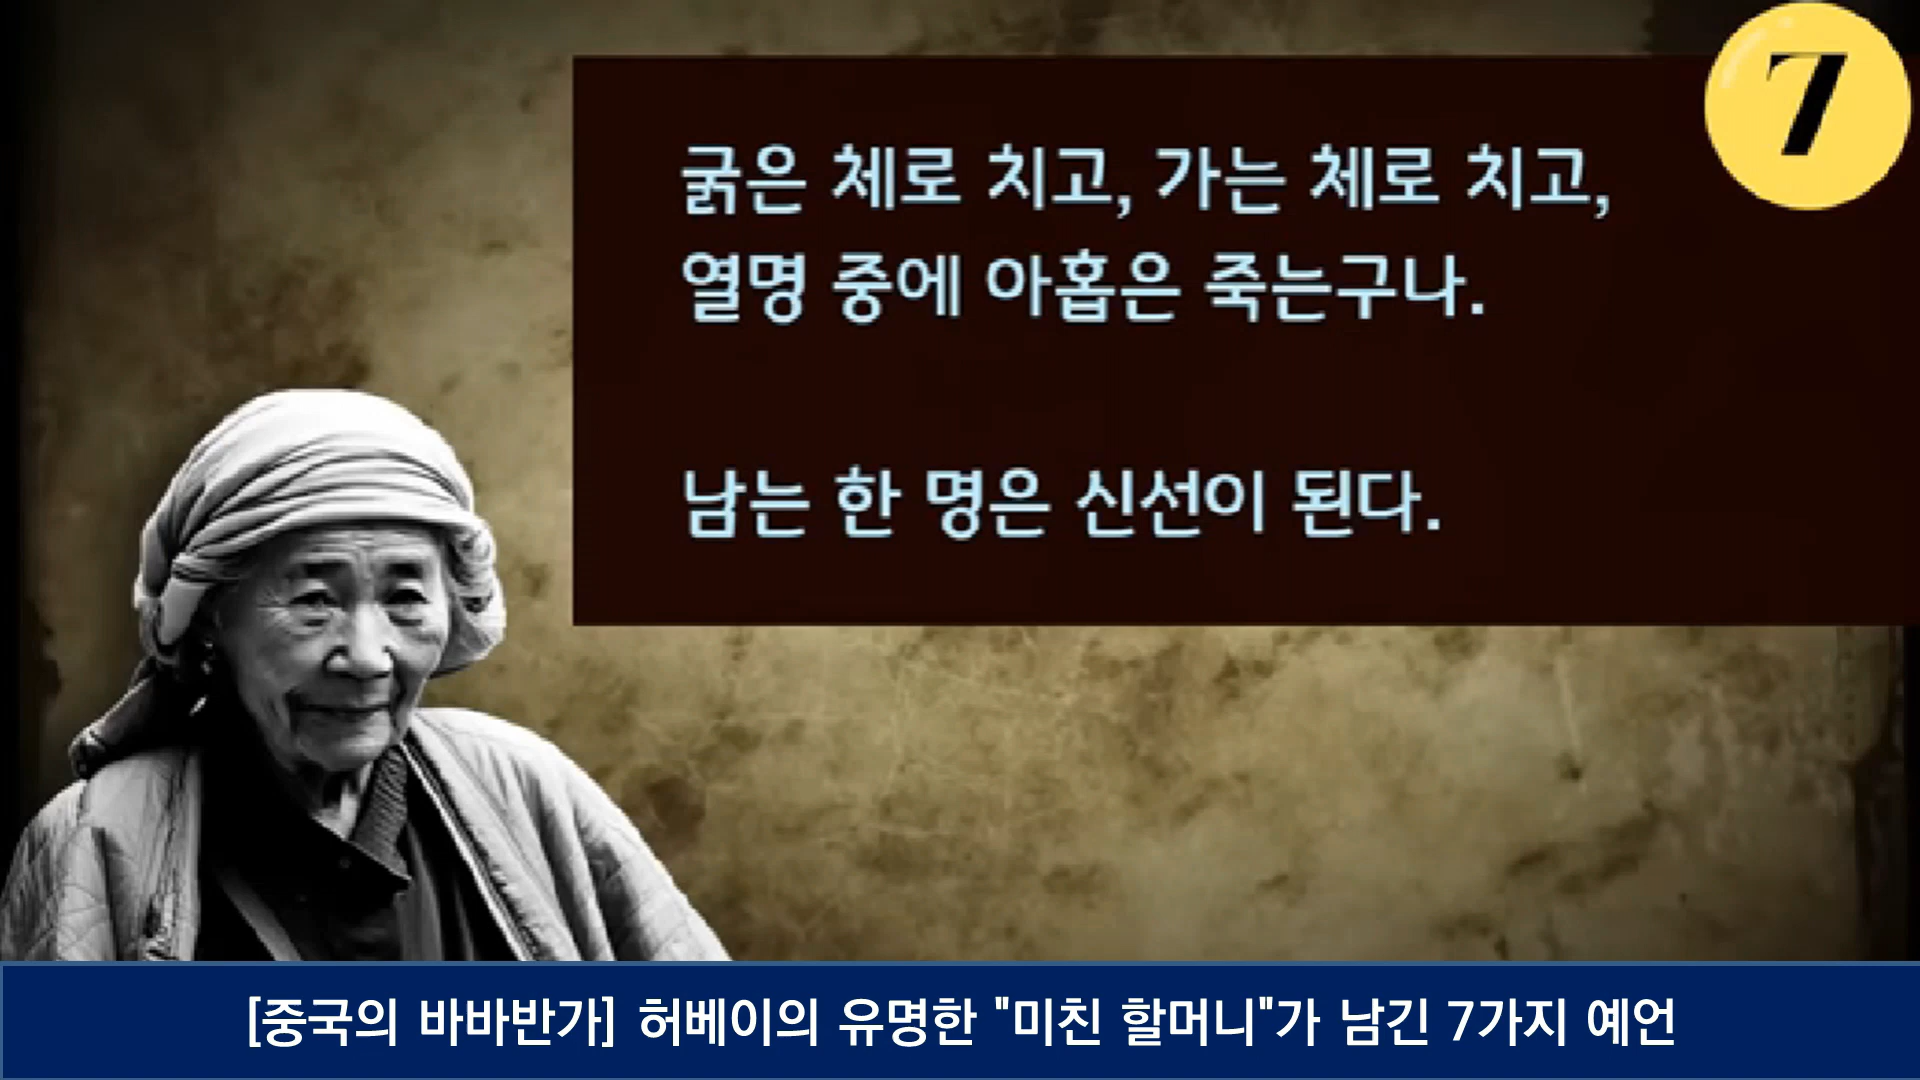 7
굵은 체로 치고, 가는 체로 치고,
열명 중에 아홉은 죽는구나.
남는 한 명은 신선이 된다.
[중국의 바바반가] 허베이의 유명한 "미친 할머니"가 남긴 7가지 예언